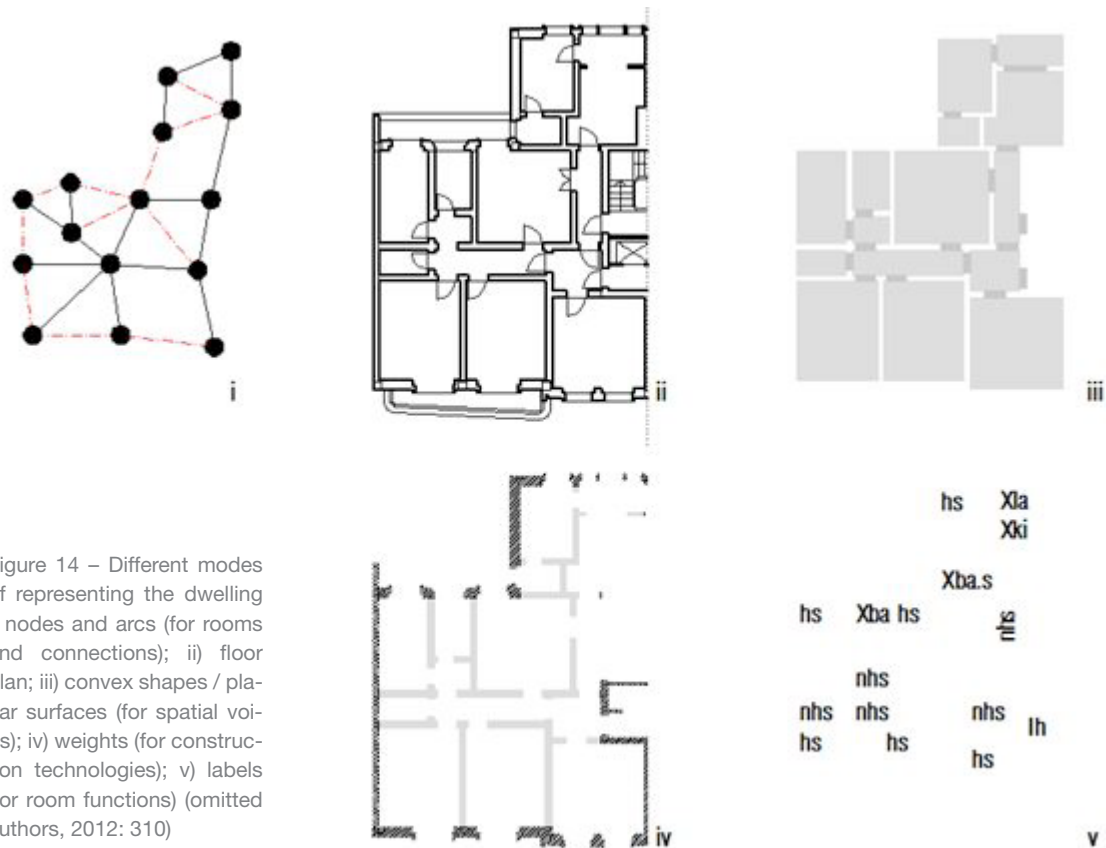 i
ii
iii
hs Xla
Xki
Xba.s
hs Xba hs
nhs
nhs
nhs nhs nhs
lh
hs hs
hs
iv
v
igure 14 – Different modes
f representing the dwelling
nodes and arcs (for rooms
nd connections); ii) floor
lan; iii) convex shapes / pla-
ar surfaces (for spatial voi-
s); iv) weights (for construc-
on technologies); v) labels
or room functions) (omitted
uthors, 2012: 310)